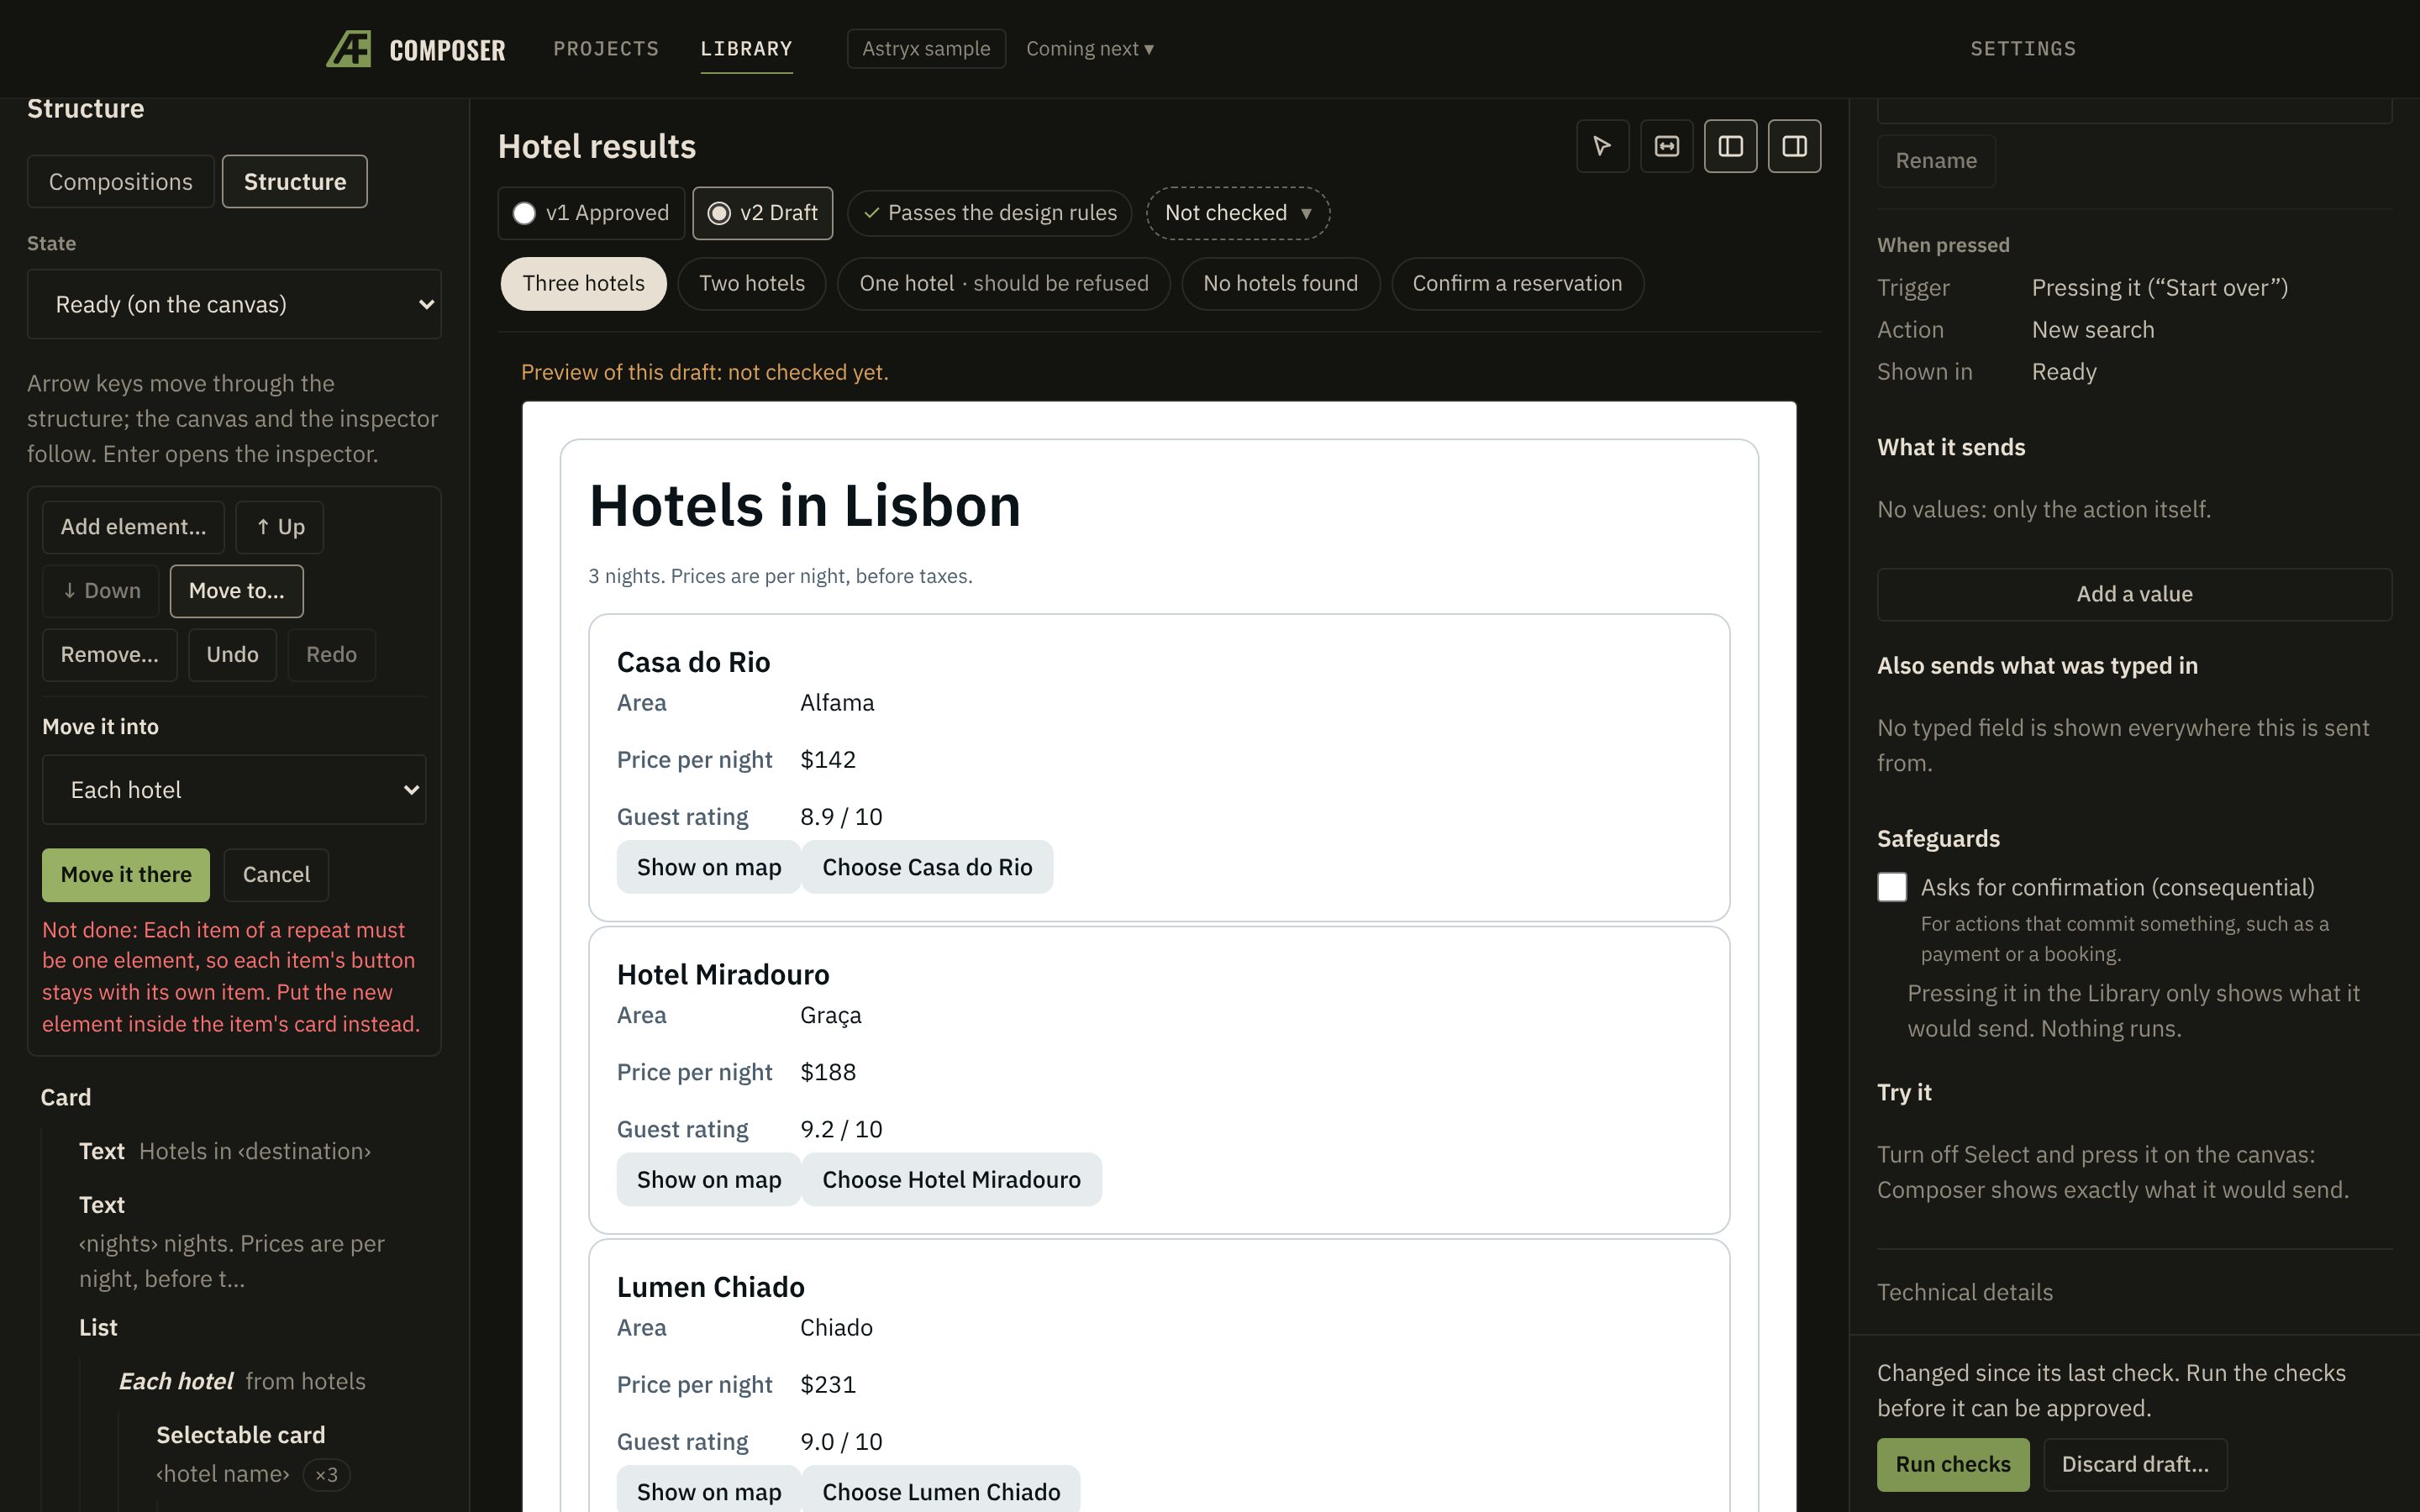 COMPOSER
PROJECTS
LIBRARY
Astryx sample
Coming next ▾
SETTINGS
Structure
Compositions
Structure
State
Ready (on the canvas)
Arrow keys move through the
structure; the canvas and the inspector
follow. Enter opens the inspector.
Add element...
↑ Up
↓ Down
Move to...
Remove...
Undo
Redo
Move it into
Each hotel
Move it there
Cancel
Not done: Each item of a repeat must
be one element, so each item's button
stays with its own item. Put the new
element inside the item's card instead.
Card
Text Hotels in ‹destination›
Text
‹nights› nights. Prices are per
night, before t...
List
Each hotel from hotels
Selectable card
‹hotel name› ×3
Hotel results
v1 Approved
v2 Draft
✓ Passes the design rules
Not checked ▾
Three hotels
Two hotels
One hotel · should be refused
No hotels found
Confirm a reservation
Preview of this draft: not checked yet.
Hotels in Lisbon
3 nights. Prices are per night, before taxes.
Casa do Rio
Area Alfama
Price per night $142
Guest rating 8.9 / 10
Show on map
Choose Casa do Rio
Hotel Miradouro
Area Graça
Price per night $188
Guest rating 9.2 / 10
Show on map
Choose Hotel Miradouro
Lumen Chiado
Area Chiado
Price per night $231
Guest rating 9.0 / 10
Show on map
Choose Lumen Chiado
Rename
When pressed
Trigger Pressing it (“Start over”)
Action New search
Shown in Ready
What it sends
No values: only the action itself.
Add a value
Also sends what was typed in
No typed field is shown everywhere this is sent
from.
Safeguards
Asks for confirmation (consequential)
For actions that commit something, such as a
payment or a booking.
Pressing it in the Library only shows what it
would send. Nothing runs.
Try it
Turn off Select and press it on the canvas:
Composer shows exactly what it would send.
Technical details
Changed since its last check. Run the checks
before it can be approved.
Run checks
Discard draft...